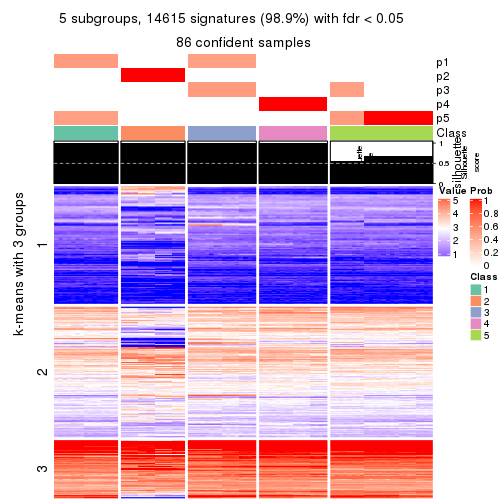 5 subgroups, 14615 signatures (98.9%) with fdr < 0.05
86 confident samples
p1
p2
p3
p4
p5
Class
1
0.5
0
silhouette
Silhouette
score
k-means with 3 groups
1
2
3
Value
5
4
3
2
1
Prob
1
0.8
0.6
0.4
0.2
0
Class
1
2
3
4
5